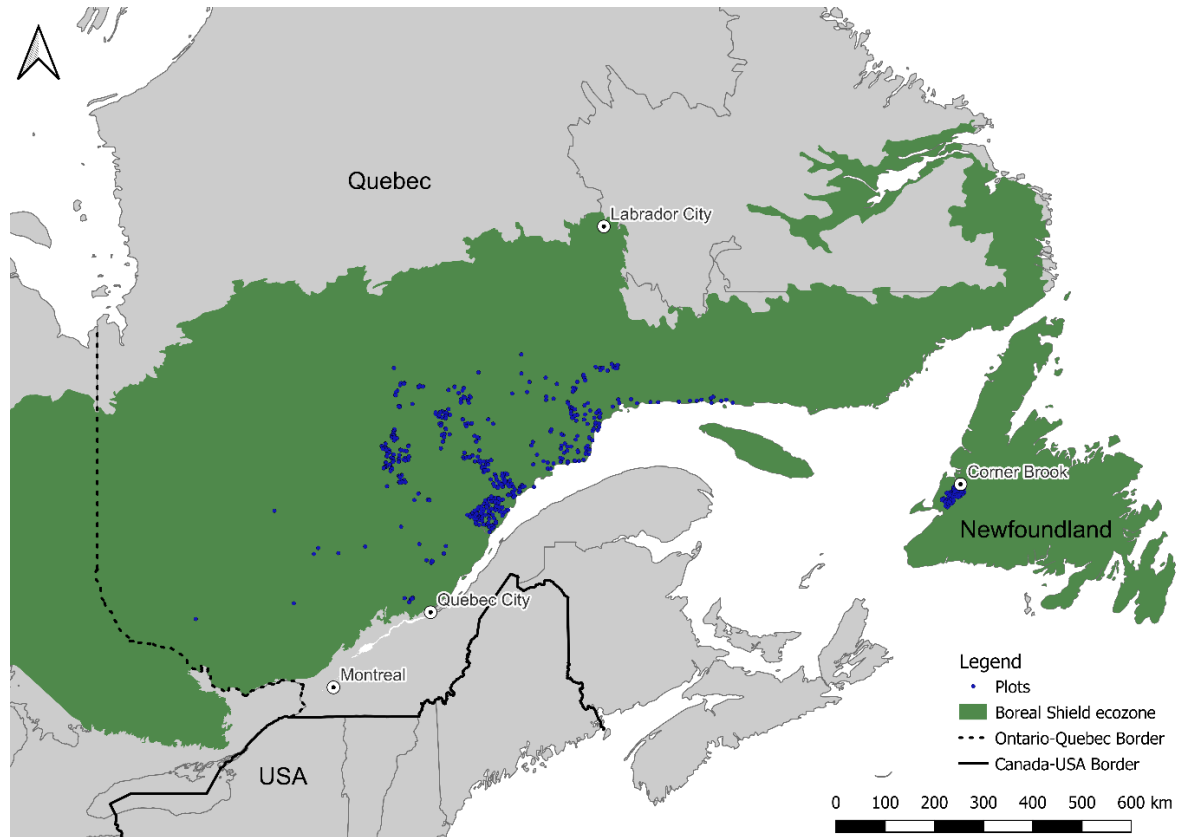 Quebec
Labrador City
Corner Brook
Newfoundland
Quebec City
Montreal
USA
Legend
Plots
Boreal Shield ecozone
Ontario-Quebec Border
Canada-USA Border
0 100 200 300 400 500 600 km